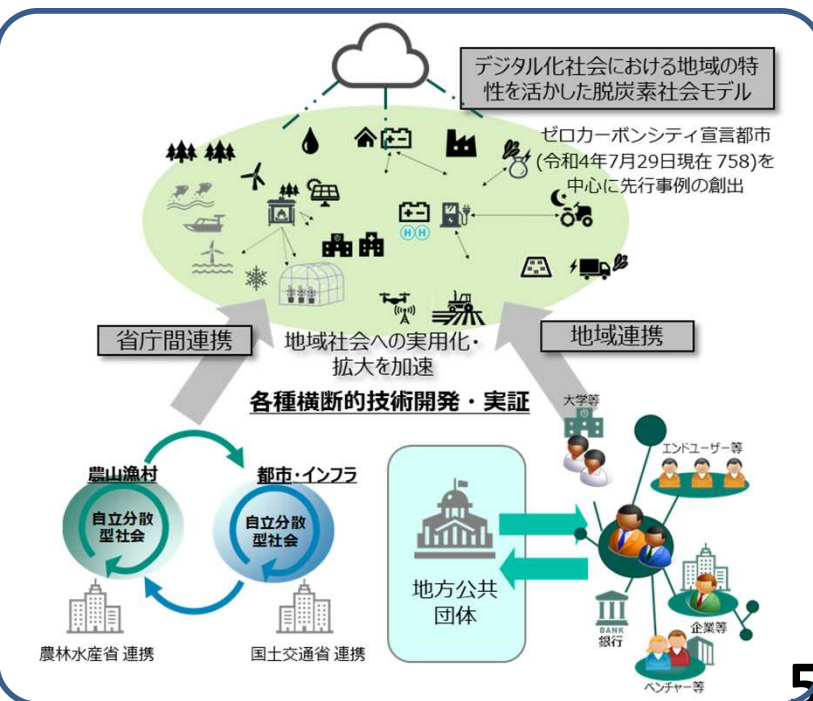 デジタル化社会における地域の特
性を活かした脱炭素社会モデル
ゼロカーボンシティ宣言都市
(令和4年7月29日現在 758)を
中心に先行事例の創出
H H
省庁間連携
地域社会への実用化・
拡大を加速
地域連携
各種横断的技術開発・実証
大学等
エンドユーザー等
農山漁村
都市・インフラ
自立分散
型社会
自立分散
型社会
地方公共
団体
BANK
銀行
企業等
ベンチャー等
農林水産省 連携
国土交通省 連携
5